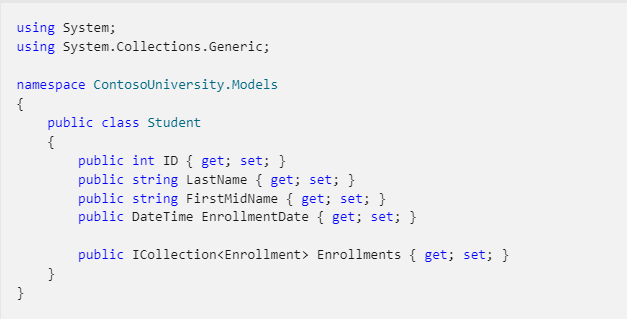 using System;
using System.Collections.Generic;

namespace ContosoUniversity.Models
{
    public class Student
    {
        public int ID { get; set; }
        public string LastName { get; set; }
        public string FirstMidName { get; set; }
        public DateTime EnrollmentDate { get; set; }

        public ICollection<Enrollment> Enrollments { get; set; }
    }
}